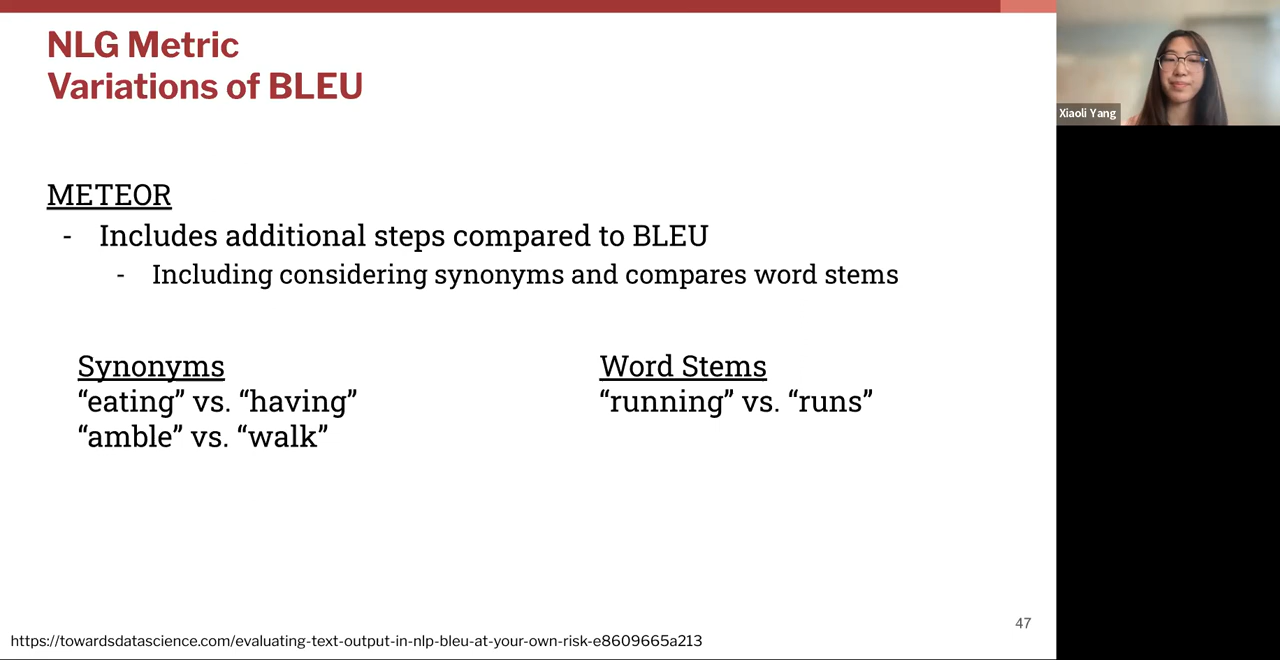 NLG Metric
Variations of BLEU
Xiaoli Yang
METEOR
- Includes additional steps compared to BLEU
- Including considering synonyms and compares word stems
Synonyms
“eating” vs. “having”
“amble” vs. “walk”
Word Stems
“running” vs. “runs”
47
https://towardsdatascience.com/evaluating-text-output-in-nlp-bleu-at-your-own-risk-e8609665a213